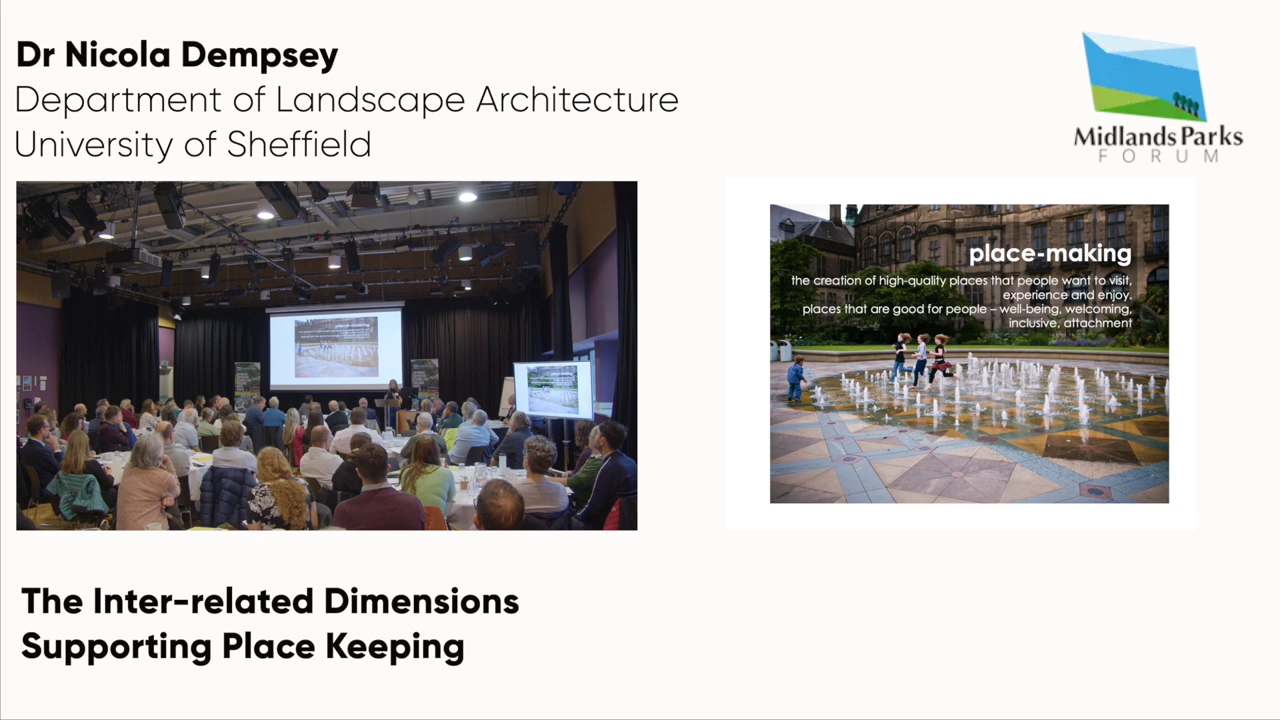 Dr Nicola Dempsey
Department of Landscape Architecture
University of Sheffield
Midlands Parks
FORUM
place-making
place-making
the creation of high-quality places that people want to visit,
experience and enjoy.
places that are good for people – well-being, welcoming,
inclusive, attachment
The Inter-related Dimensions
Supporting Place Keeping